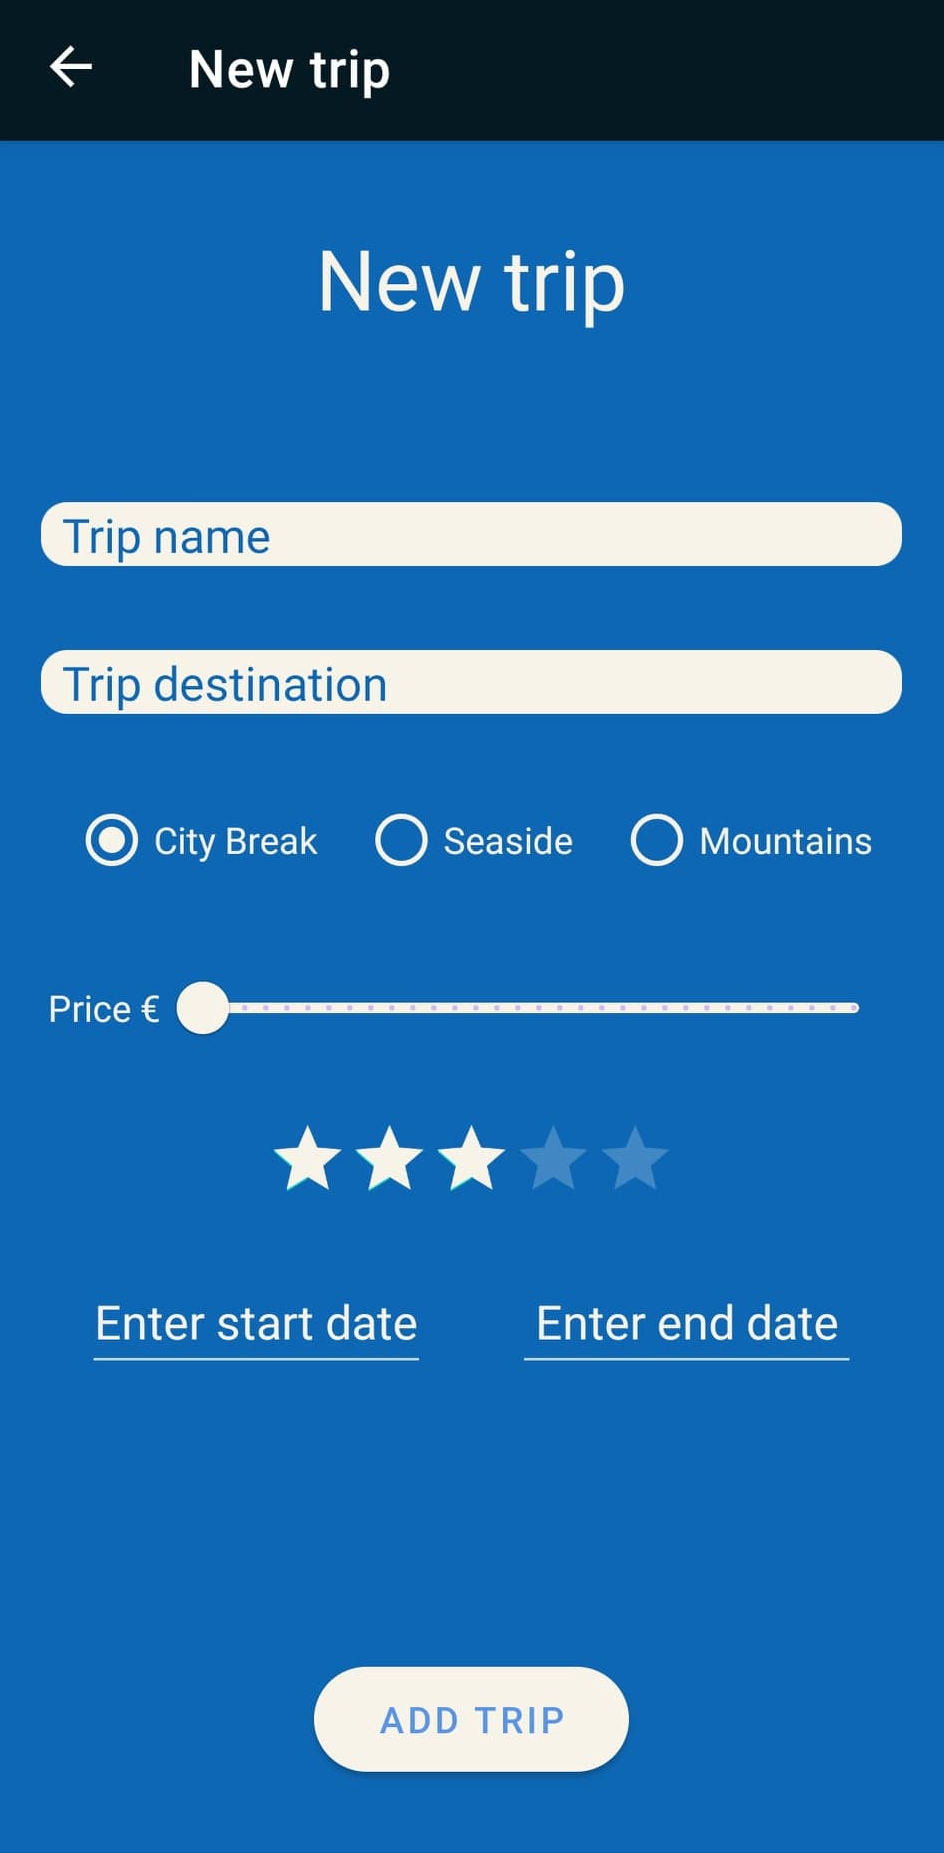 New trip
New trip
Trip name
Trip destination
City Break Seaside Mountains
Price €
Enter start date Enter end date
ADD TRIP